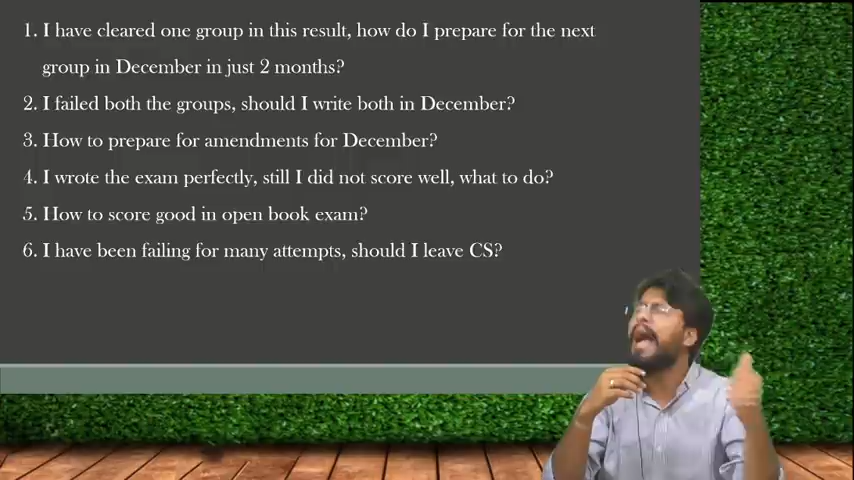 1. I have cleared one group in this result, how do I prepare for the next
group in December in just 2 months?
2. I failed both the groups, should I write both in December?
3. How to prepare for amendments for December?
4. I wrote the exam perfectly, still I did not score well, what to do?
5. How to score good in open book exam?
6. I have been failing for many attempts, should I leave CS?